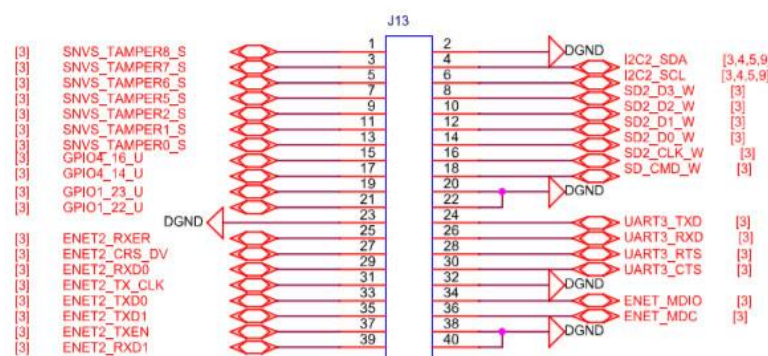 J13
[3] SNVS_TAMPER8_S 1 2 DGND
[3] SNVS_TAMPER7_S 3 4 I2C2_SDA [3,4,5,9]
[3] SNVS_TAMPER6_S 5 6 I2C2_SCL [3,4,5,9]
[3] SNVS_TAMPER5_S 7 8 SD2_D3_W [3]
[3] SNVS_TAMPER2_S 9 10 SD2_D2_W [3]
[3] SNVS_TAMPER1_S 11 12 SD2_D1_W [3]
[3] SNVS_TAMPER0_S 13 14 SD2_D0_W [3]
[3] GPIO4_16_U 15 16 SD2_CLK_W [3]
[3] GPIO4_14_U 17 18 SD_CMD_W [3]
[3] GPIO1_23_U 19 20 DGND
[3] GPIO1_22_U 21 22
DGND 23 24 UART3_TXD [3]
[3] ENET2_RXER 25 26 UART3_RXD [3]
[3] ENET2_CRS_DV 27 28 UART3_RTS [3]
[3] ENET2_RXD0 29 30 UART3_CTS [3]
[3] ENET2_TX_CLK 31 32 DGND
[3] ENET2_TXD0 33 34 ENET_MDIO [3]
[3] ENET2_TXD1 35 36 ENET_MDC [3]
[3] ENET2_TXEN 37 38 DGND
[3] ENET2_RXD1 39 40